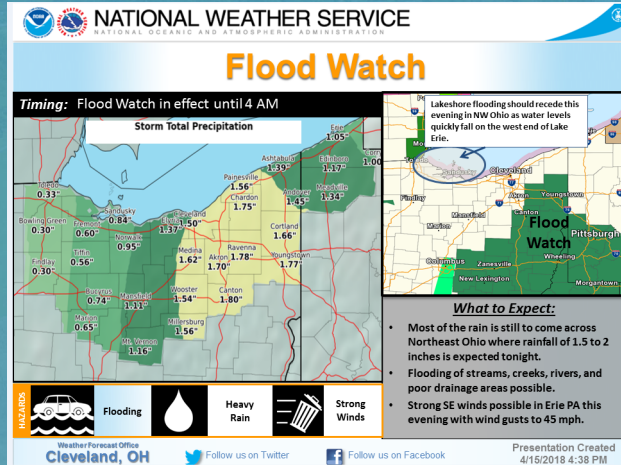 NOAA
NATIONAL WEATHER SERVICE
NATIONAL OCEANIC AND ATMOSPHERIC ADMINISTRATION
Flood Watch
Timing: Flood Watch in effect until 4 AM
Storm Total Precipitation
Erie
1.05"
Ashtabula
1.39"
Edinboro
1.17"
Corry
1.00
Painesville
1.56"
Chardon
1.75"
Andover
1.45"
Meadville
1.34"
Toledo
0.33"
Sandusky
0.84"
Cleveland
1.50"
Elyria
1.37"
Bowling Green
0.30"
Fremont
0.60"
Norwalk
0.95"
Cortland
1.66"
Tiffin
0.56"
Medina
1.62"
Akron
1.70"
Ravenna
1.78"
Youngstown
1.77"
Findlay
0.30"
Bucyrus
0.74"
Mansfield
1.11"
Wooster
1.54"
Canton
1.80"
Marion
0.65"
Millersburg
1.56"
Mt. Vernon
1.16"
Lakeshore flooding should recede this
evening in NW Ohio as water levels
quickly fall on the west end of Lake
Erie.
Toledo
Sandusky
Cleveland
Findlay
Akron
Youngstown
Mansfield
Canton
Marion
Flood
Watch
Pittsburgh
Columbus
Zanesville
Wheeling
New Lexington
Morgantown
What to Expect:
• Most of the rain is still to come across
Northeast Ohio where rainfall of 1.5 to 2
inches is expected tonight.
• Flooding of streams, creeks, rivers, and
poor drainage areas possible.
• Strong SE winds possible in Erie PA this
evening with wind gusts to 45 mph.
HAZARDS
Flooding
Heavy
Rain
Strong
Winds
Weather Forecast Office
Cleveland, OH
Follow us on Twitter
Follow us on Facebook
Presentation Created
4/15/2018 4:38 PM